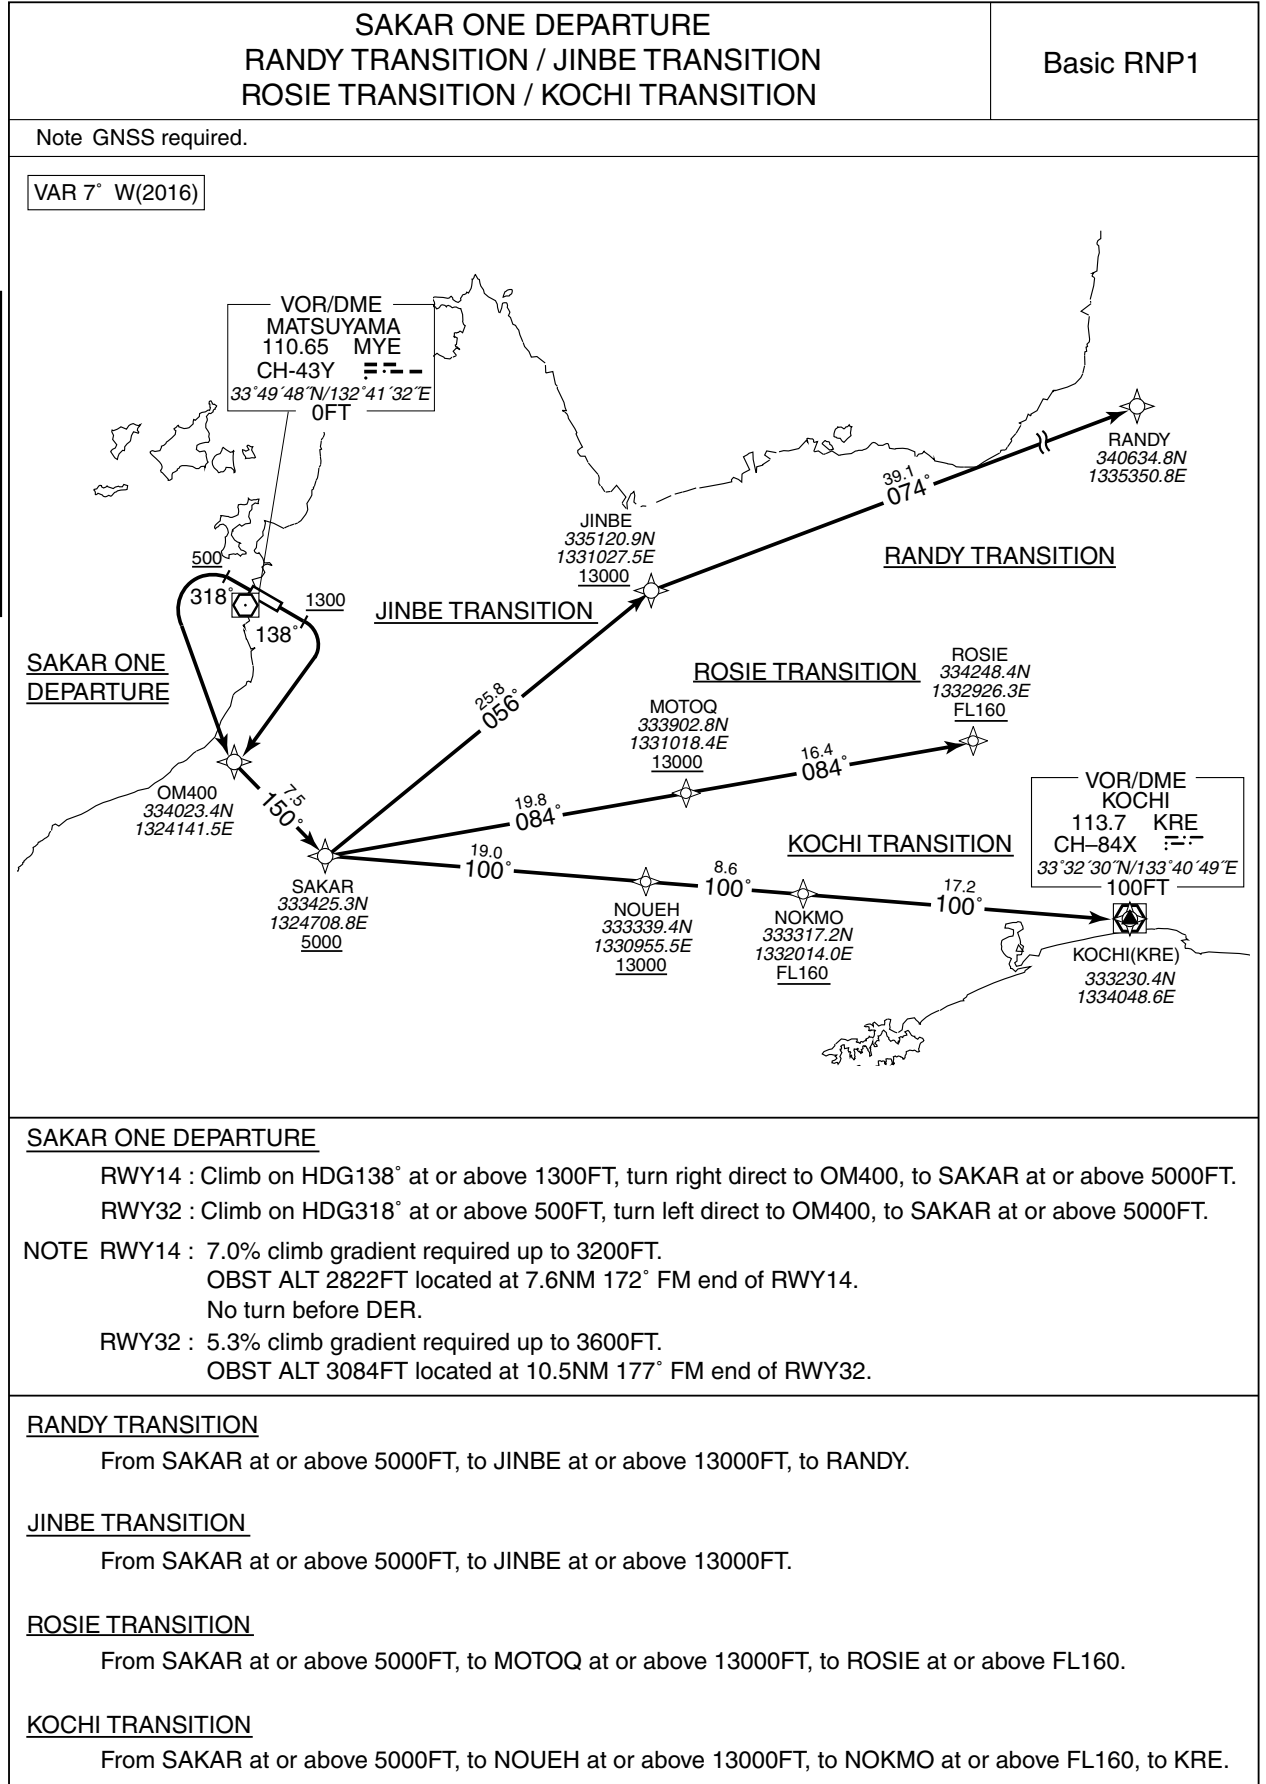 SAKAR ONE DEPARTURE
RANDY TRANSITION / JINBE TRANSITION
ROSIE TRANSITION / KOCHI TRANSITION
Basic RNP1
Note GNSS required.
VAR 7° W(2016)
VOR/DME
MATSUYAMA
110.65 MYE
CH-43Y
33°49´48˝N/132°41´32˝E
0FT
RANDY
340634.8N
1335350.8E
39.1
074°
JINBE
335120.9N
1331027.5E
13000
RANDY TRANSITION
500
318°
1300
138°
JINBE TRANSITION
SAKAR ONE
DEPARTURE
ROSIE TRANSITION
ROSIE
334248.4N
1332926.3E
FL160
25.8
056°
MOTOQ
333902.8N
1331018.4E
13000
16.4
084°
OM400
334023.4N
1324141.5E
7.5
150°
19.8
084°
VOR/DME
KOCHI
113.7 KRE
CH–84X
33°32´30˝N/133°40´49˝E
100FT
KOCHI TRANSITION
19.0
100°
8.6
100°
17.2
100°
SAKAR
333425.3N
1324708.8E
5000
NOUEH
333339.4N
1330955.5E
13000
NOKMO
333317.2N
1332014.0E
FL160
KOCHI(KRE)
333230.4N
1334048.6E
SAKAR ONE DEPARTURE
RWY14 : Climb on HDG138° at or above 1300FT, turn right direct to OM400, to SAKAR at or above 5000FT.
RWY32 : Climb on HDG318° at or above 500FT, turn left direct to OM400, to SAKAR at or above 5000FT.
NOTE RWY14 : 7.0% climb gradient required up to 3200FT.
OBST ALT 2822FT located at 7.6NM 172° FM end of RWY14.
No turn before DER.
RWY32 : 5.3% climb gradient required up to 3600FT.
OBST ALT 3084FT located at 10.5NM 177° FM end of RWY32.
RANDY TRANSITION
From SAKAR at or above 5000FT, to JINBE at or above 13000FT, to RANDY.
JINBE TRANSITION
From SAKAR at or above 5000FT, to JINBE at or above 13000FT.
ROSIE TRANSITION
From SAKAR at or above 5000FT, to MOTOQ at or above 13000FT, to ROSIE at or above FL160.
KOCHI TRANSITION
From SAKAR at or above 5000FT, to NOUEH at or above 13000FT, to NOKMO at or above FL160, to KRE.